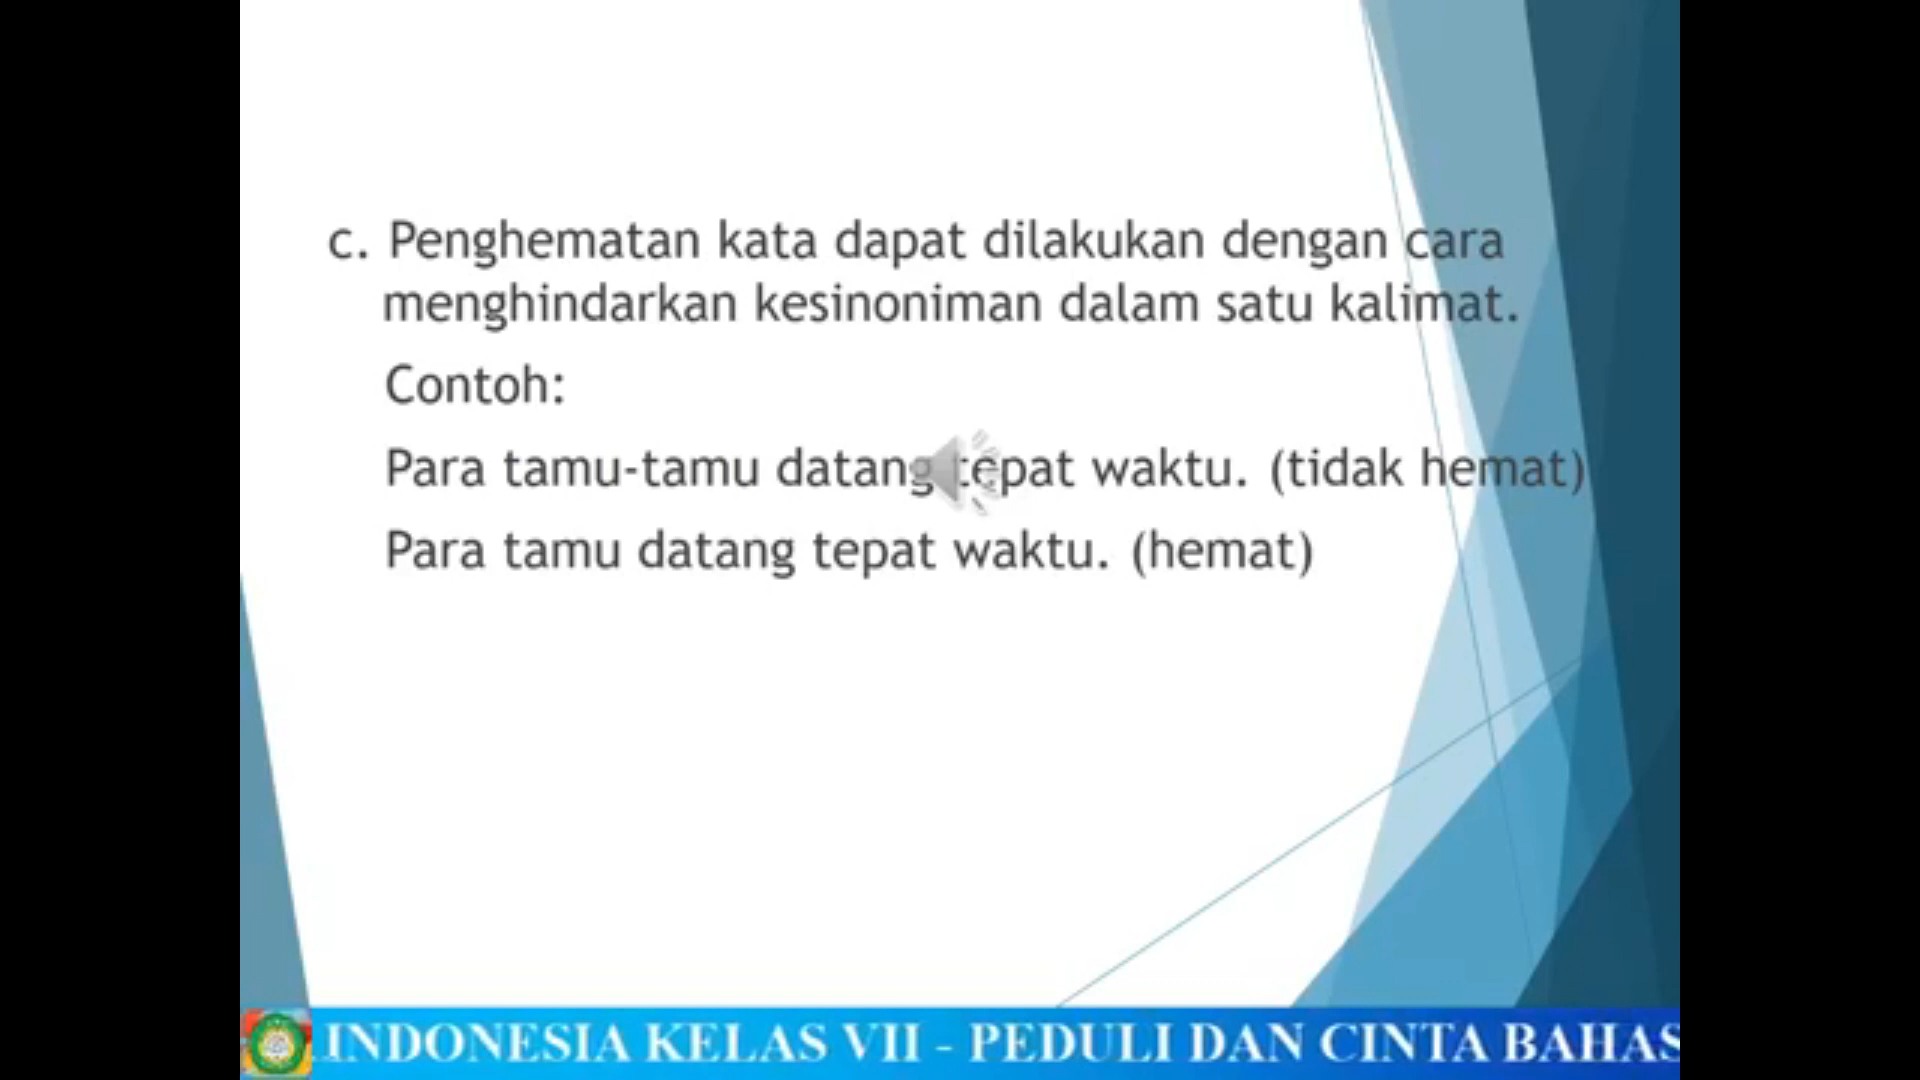 c. Penghematan kata dapat dilakukan dengan cara
menghindarkan kesinoniman dalam satu kalimat.
Contoh:
Para tamu-tamu datang tepat waktu. (tidak hemat)
Para tamu datang tepat waktu. (hemat)
INDONESIA KELAS VII - PEDULI DAN CINTA BAHAS